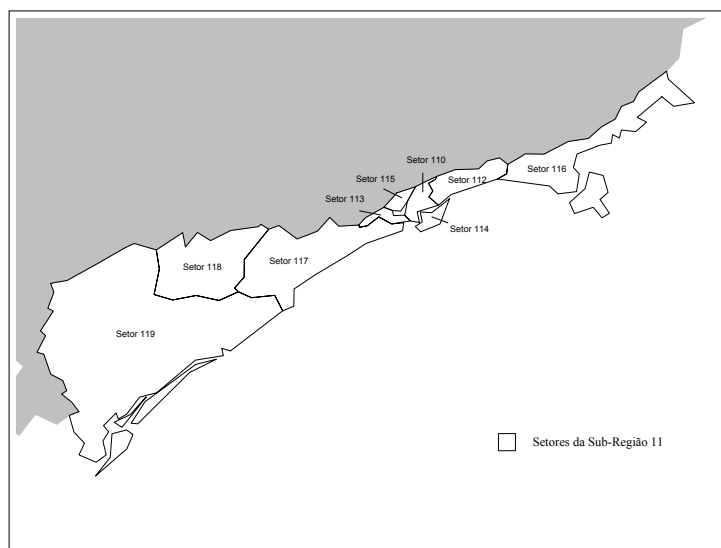 Setor 110
Setor 116
Setor 115
Setor 112
Setor 113
Setor 114
Setor 117
Setor 118
Setor 119
Setores da Sub-Região 11